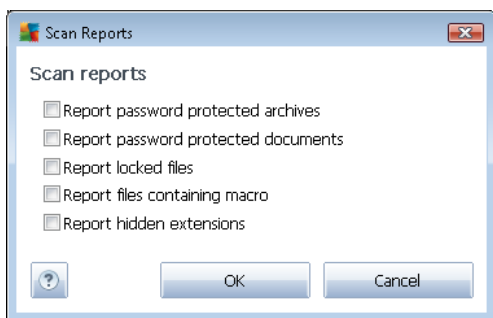 Scan Reports
Scan reports
Report password protected archives
Report password protected documents
Report locked files
Report files containing macro
Report hidden extensions
?
OK
Cancel